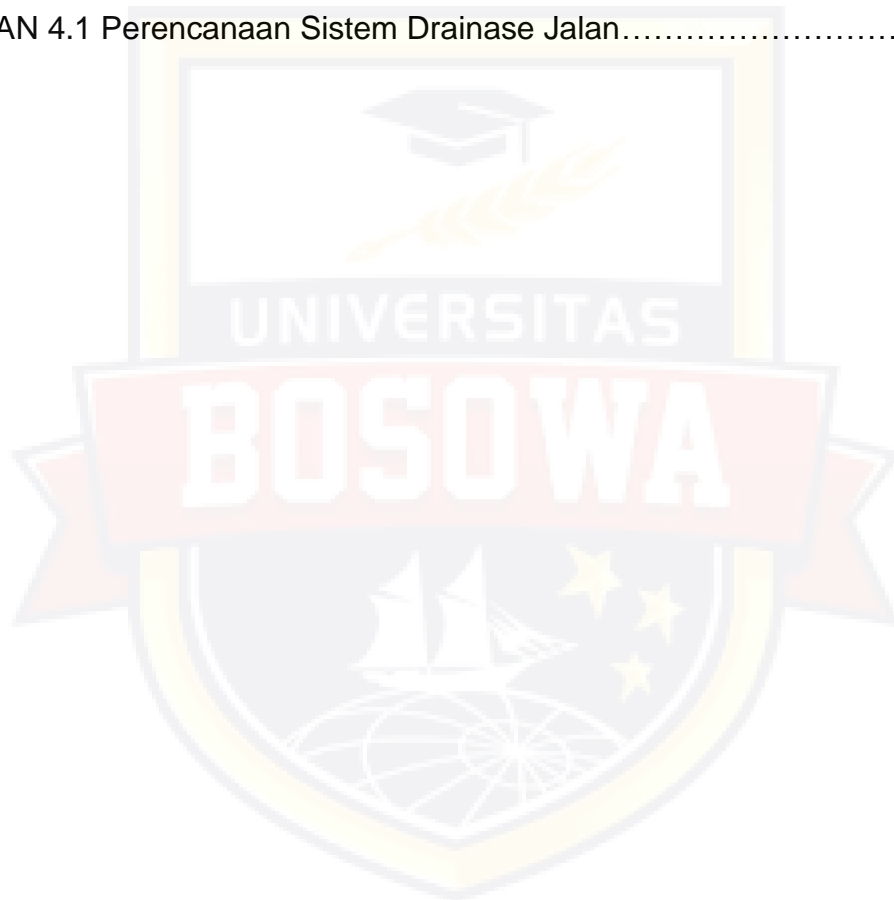 AN 4.1 Perencanaan Sistem Drainase Jalan……………………….
UNIVERSITAS
BOSOWA